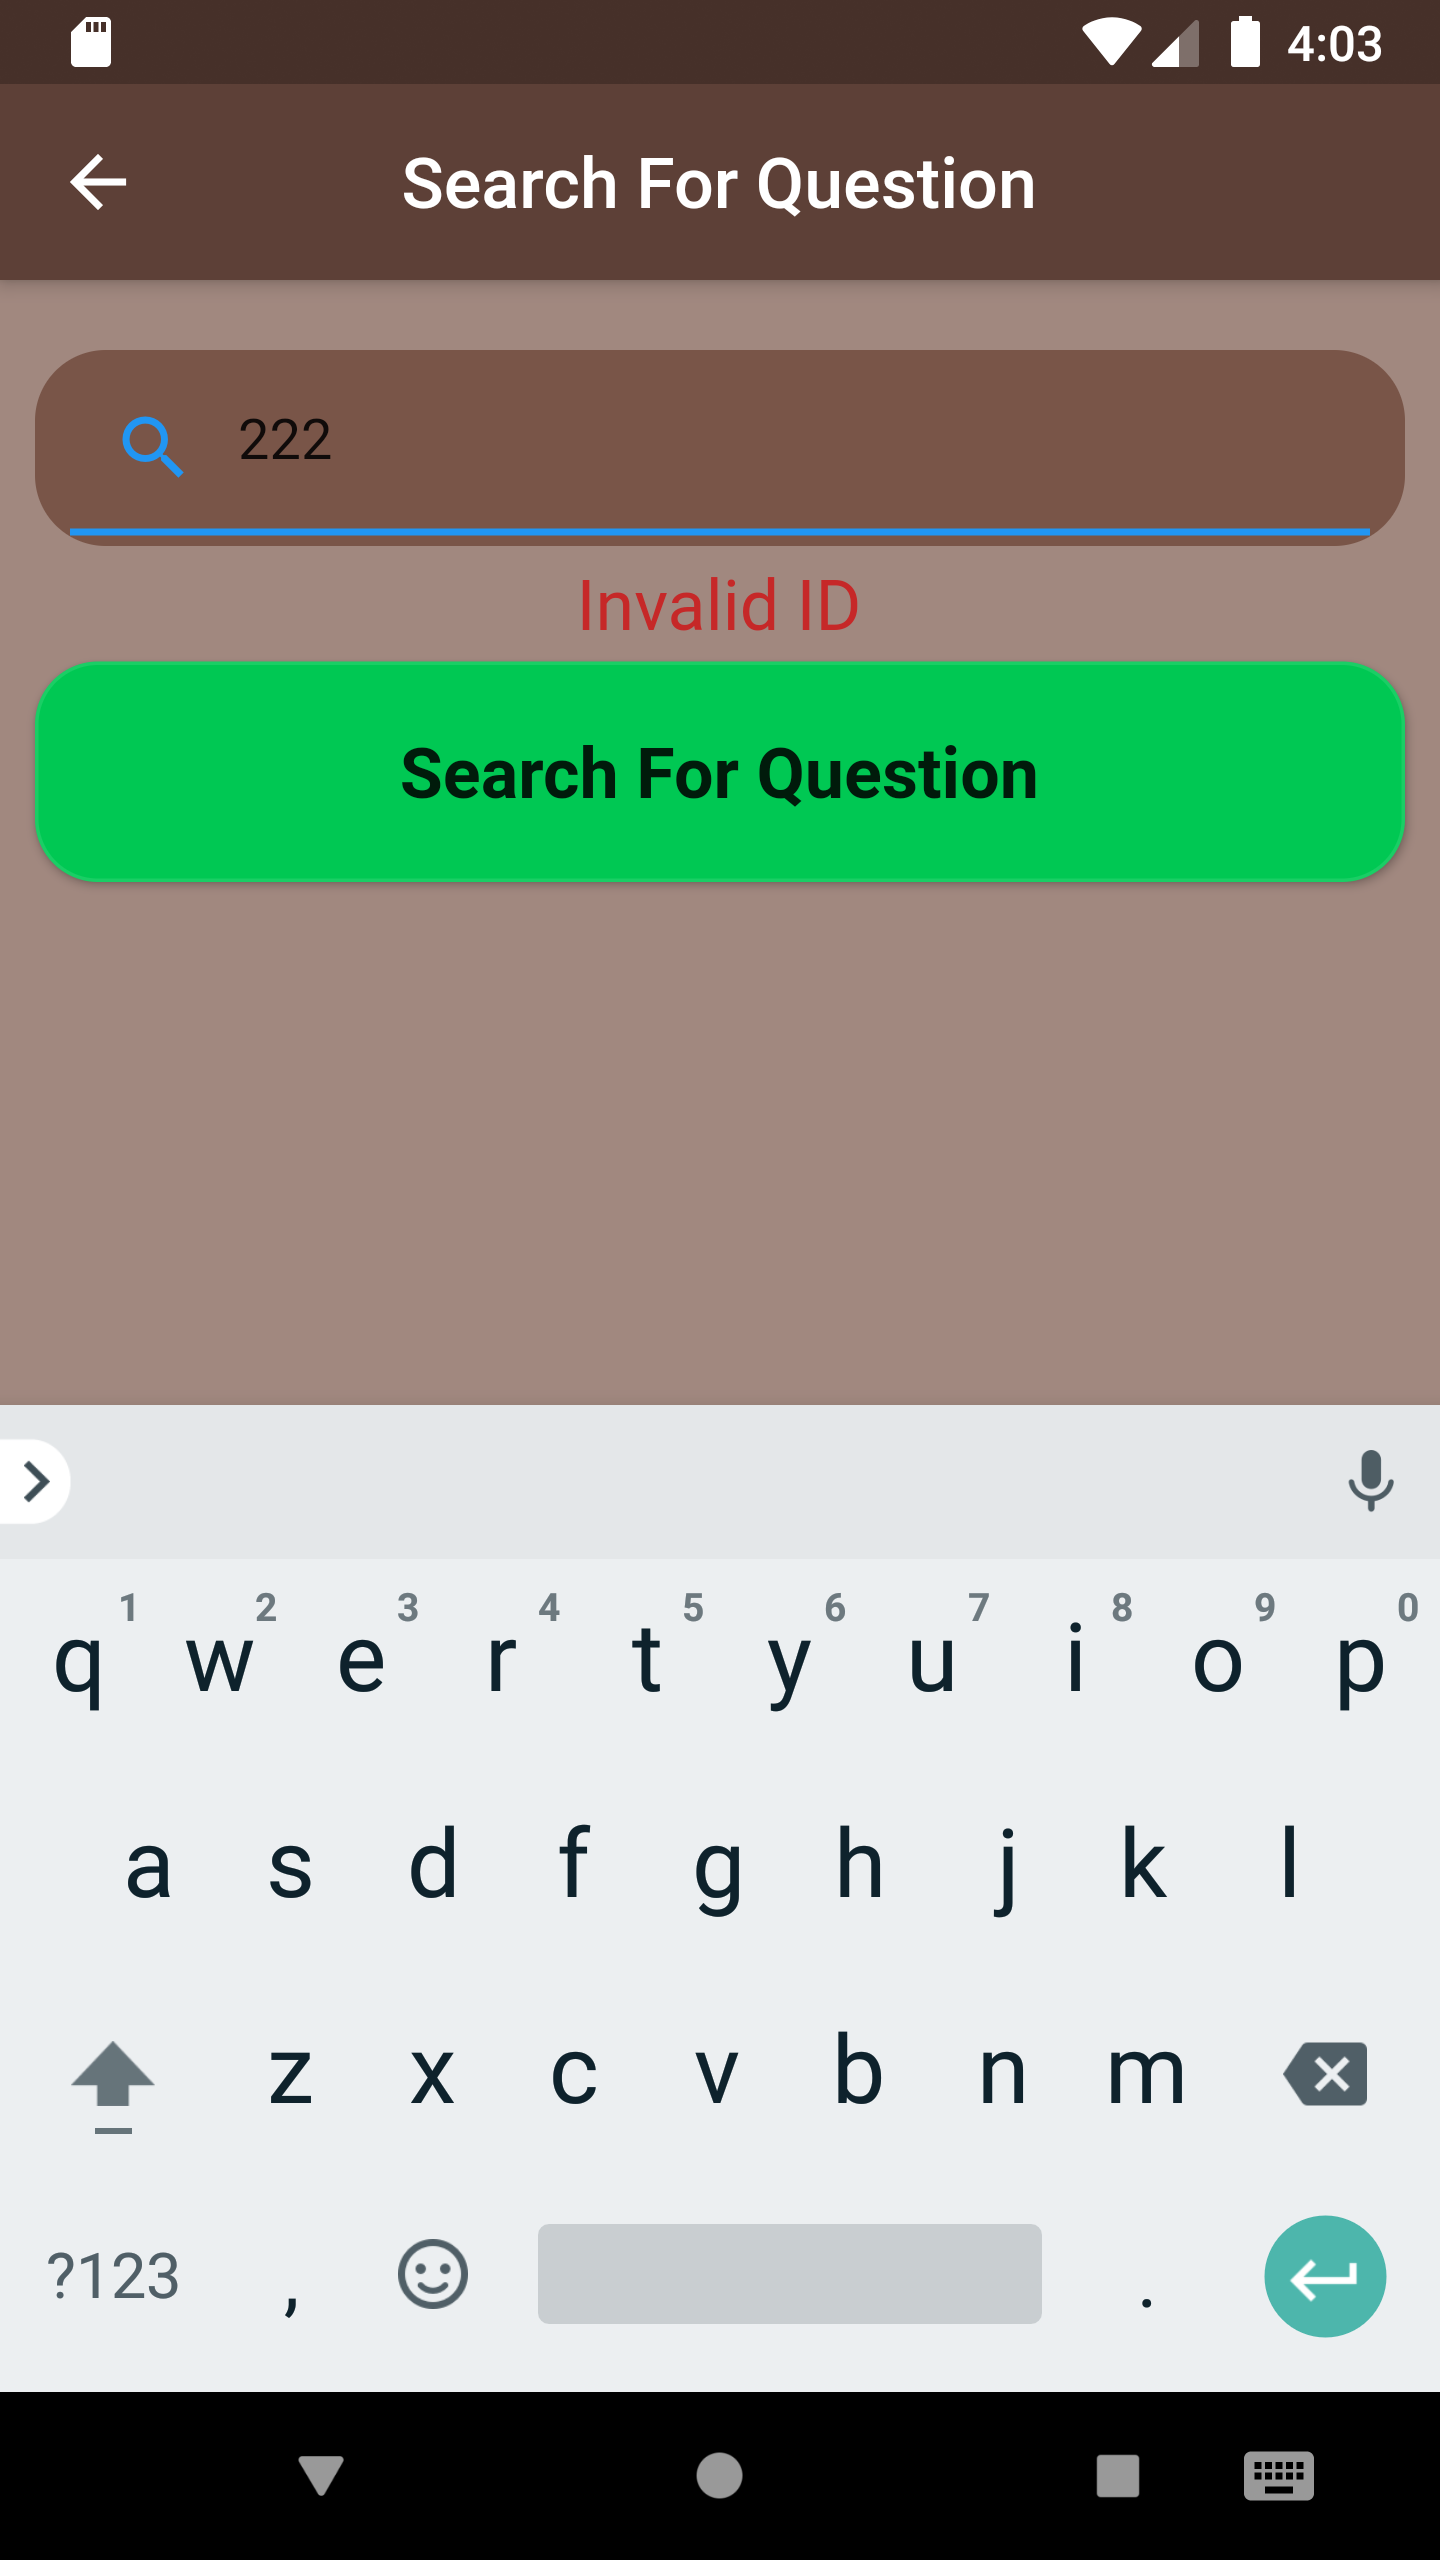 4:03
Search For Question
222
Invalid ID
Search For Question
1 2 3 4 5 6 7 8 9 0
q w e r t y u i o p
a s d f g h j k l
z x c v b n m
?123 , .